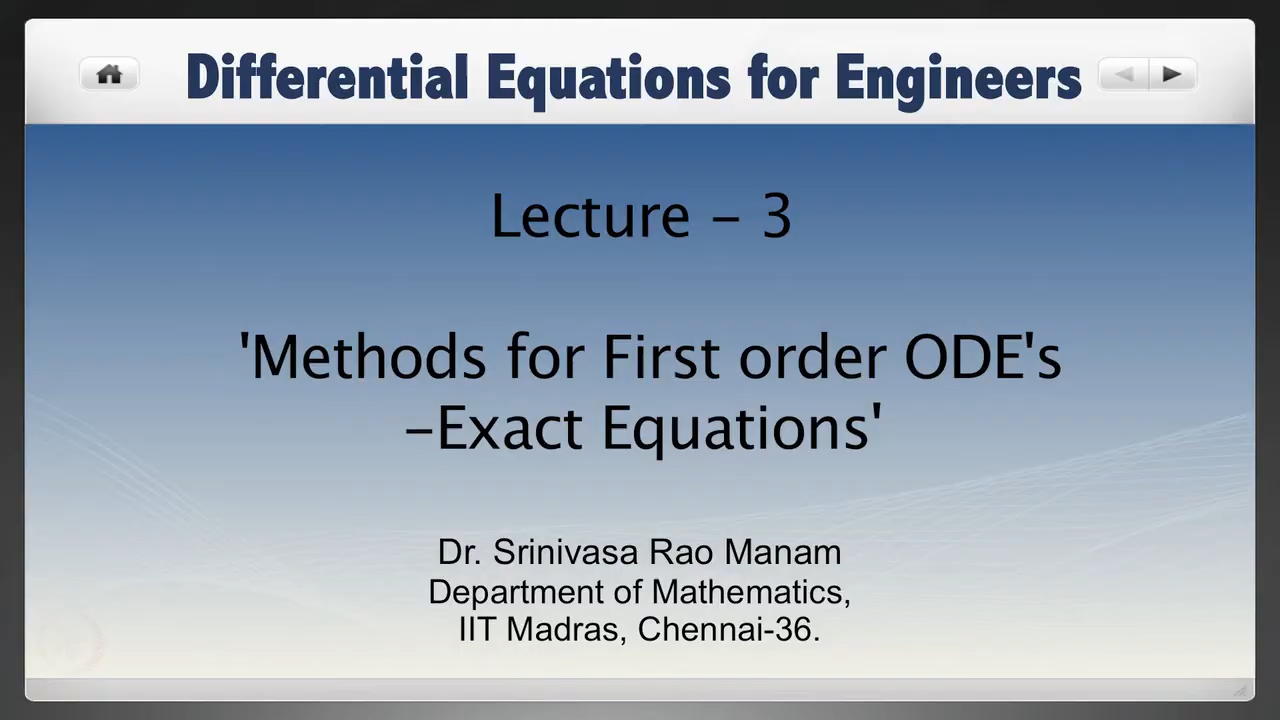 Differential Equations for Engineers
Lecture - 3
'Methods for First order ODE's
-Exact Equations'
Dr. Srinivasa Rao Manam
Department of Mathematics,
IIT Madras, Chennai-36.